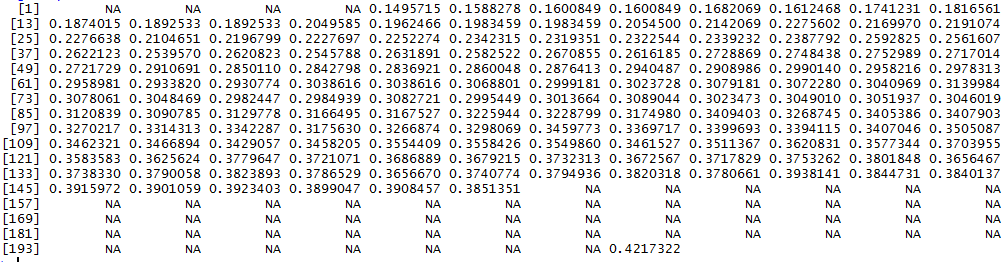 [1] NA NA NA NA 0.1495715 0.1588278 0.1600849 0.1600849 0.1682069 0.1612468 0.1741231 0.1816561
[13] 0.1874015 0.1892533 0.1892533 0.2049585 0.1962466 0.1983459 0.1983459 0.2054500 0.2142069 0.2275602 0.2169970 0.2191074
[25] 0.2276638 0.2104651 0.2196799 0.2227697 0.2252274 0.2342315 0.2319351 0.2322544 0.2339232 0.2387792 0.2592825 0.2561607
[37] 0.2622123 0.2539570 0.2620823 0.2545788 0.2631891 0.2582522 0.2670855 0.2616185 0.2728869 0.2748438 0.2752989 0.2717014
[49] 0.2721729 0.2910691 0.2850110 0.2842798 0.2836921 0.2860048 0.2876413 0.2940487 0.2908986 0.2990140 0.2958216 0.2978313
[61] 0.2958981 0.2933820 0.2930774 0.3038616 0.3038616 0.3068801 0.2999181 0.3023728 0.3079181 0.3072280 0.3040969 0.3139984
[73] 0.3078061 0.3048469 0.2982447 0.2984939 0.3082721 0.2995449 0.3013664 0.3089044 0.3023473 0.3049010 0.3051937 0.3046019
[85] 0.3120839 0.3090785 0.3129778 0.3166495 0.3167527 0.3225944 0.3228799 0.3174980 0.3409403 0.3268745 0.3405386 0.3407903
[97] 0.3270217 0.3314313 0.3342287 0.3175630 0.3266874 0.3298069 0.3459773 0.3369717 0.3399693 0.3394115 0.3407046 0.3505087
[109] 0.3462321 0.3466894 0.3429057 0.3458205 0.3554409 0.3558426 0.3549860 0.3461527 0.3511367 0.3620831 0.3577344 0.3703955
[121] 0.3583583 0.3625624 0.3779647 0.3721071 0.3686889 0.3679215 0.3732313 0.3672567 0.3717829 0.3753262 0.3801848 0.3656467
[133] 0.3738330 0.3790058 0.3823893 0.3786529 0.3656670 0.3740774 0.3794936 0.3820318 0.3780661 0.3938141 0.3844731 0.3840137
[145] 0.3915972 0.3901059 0.3923403 0.3899047 0.3908457 0.3851351 NA NA NA NA NA NA
[157] NA NA NA NA NA NA NA NA NA NA NA NA
[169] NA NA NA NA NA NA NA NA NA NA NA NA
[181] NA NA NA NA NA NA NA NA NA NA NA NA
[193] NA NA NA NA NA NA NA 0.4217322